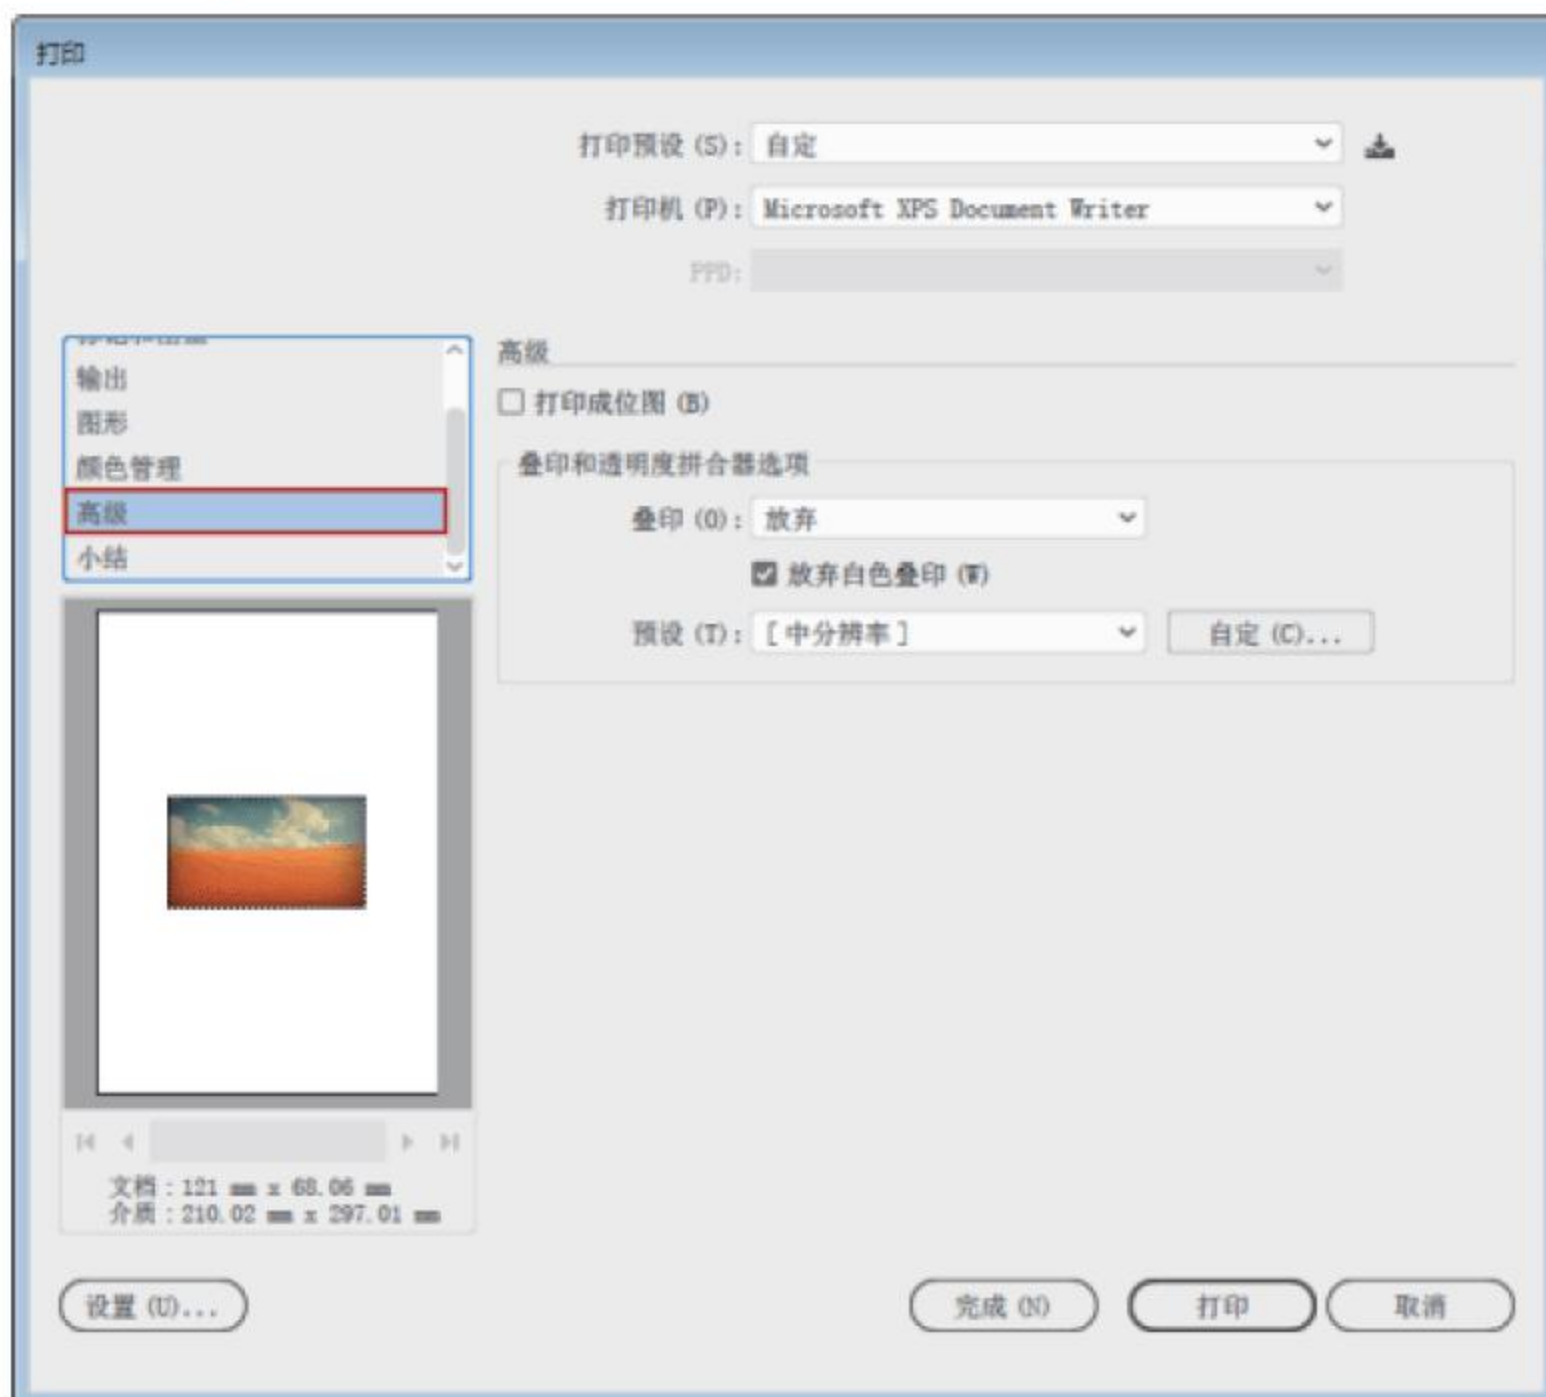 打印
打印预设 (S): 自定
打印机 (P): Microsoft XPS Document Writer
PPD:
输出
图形
颜色管理
高级
小结
高级
打印成位图 (B)
叠印和透明度拼合器选项
叠印 (O): 放弃
放弃白色叠印 (W)
预设 (T): [中分辨率] 自定 (C)...
文档:121 mm x 68.06 mm
介质:210.02 mm x 297.01 mm
设置 (U)... 完成 (N) 打印 取消